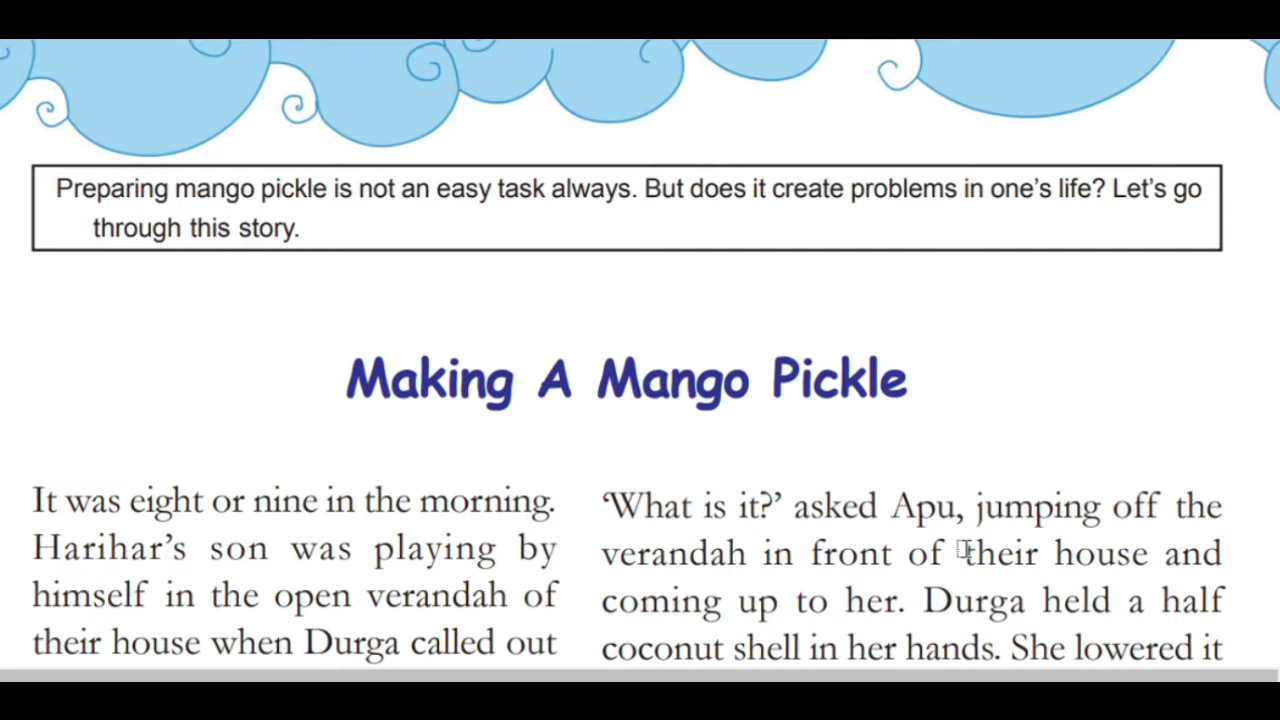 Preparing mango pickle is not an easy task always. But does it create problems in one's life? Let's go
through this story.
Making A Mango Pickle
It was eight or nine in the morning.
Harihar's son was playing by
himself in the open verandah of
their house when Durga called out
‘What is it?’ asked Apu, jumping off the
verandah in front of their house and
coming up to her. Durga held a half
coconut shell in her hands. She lowered it